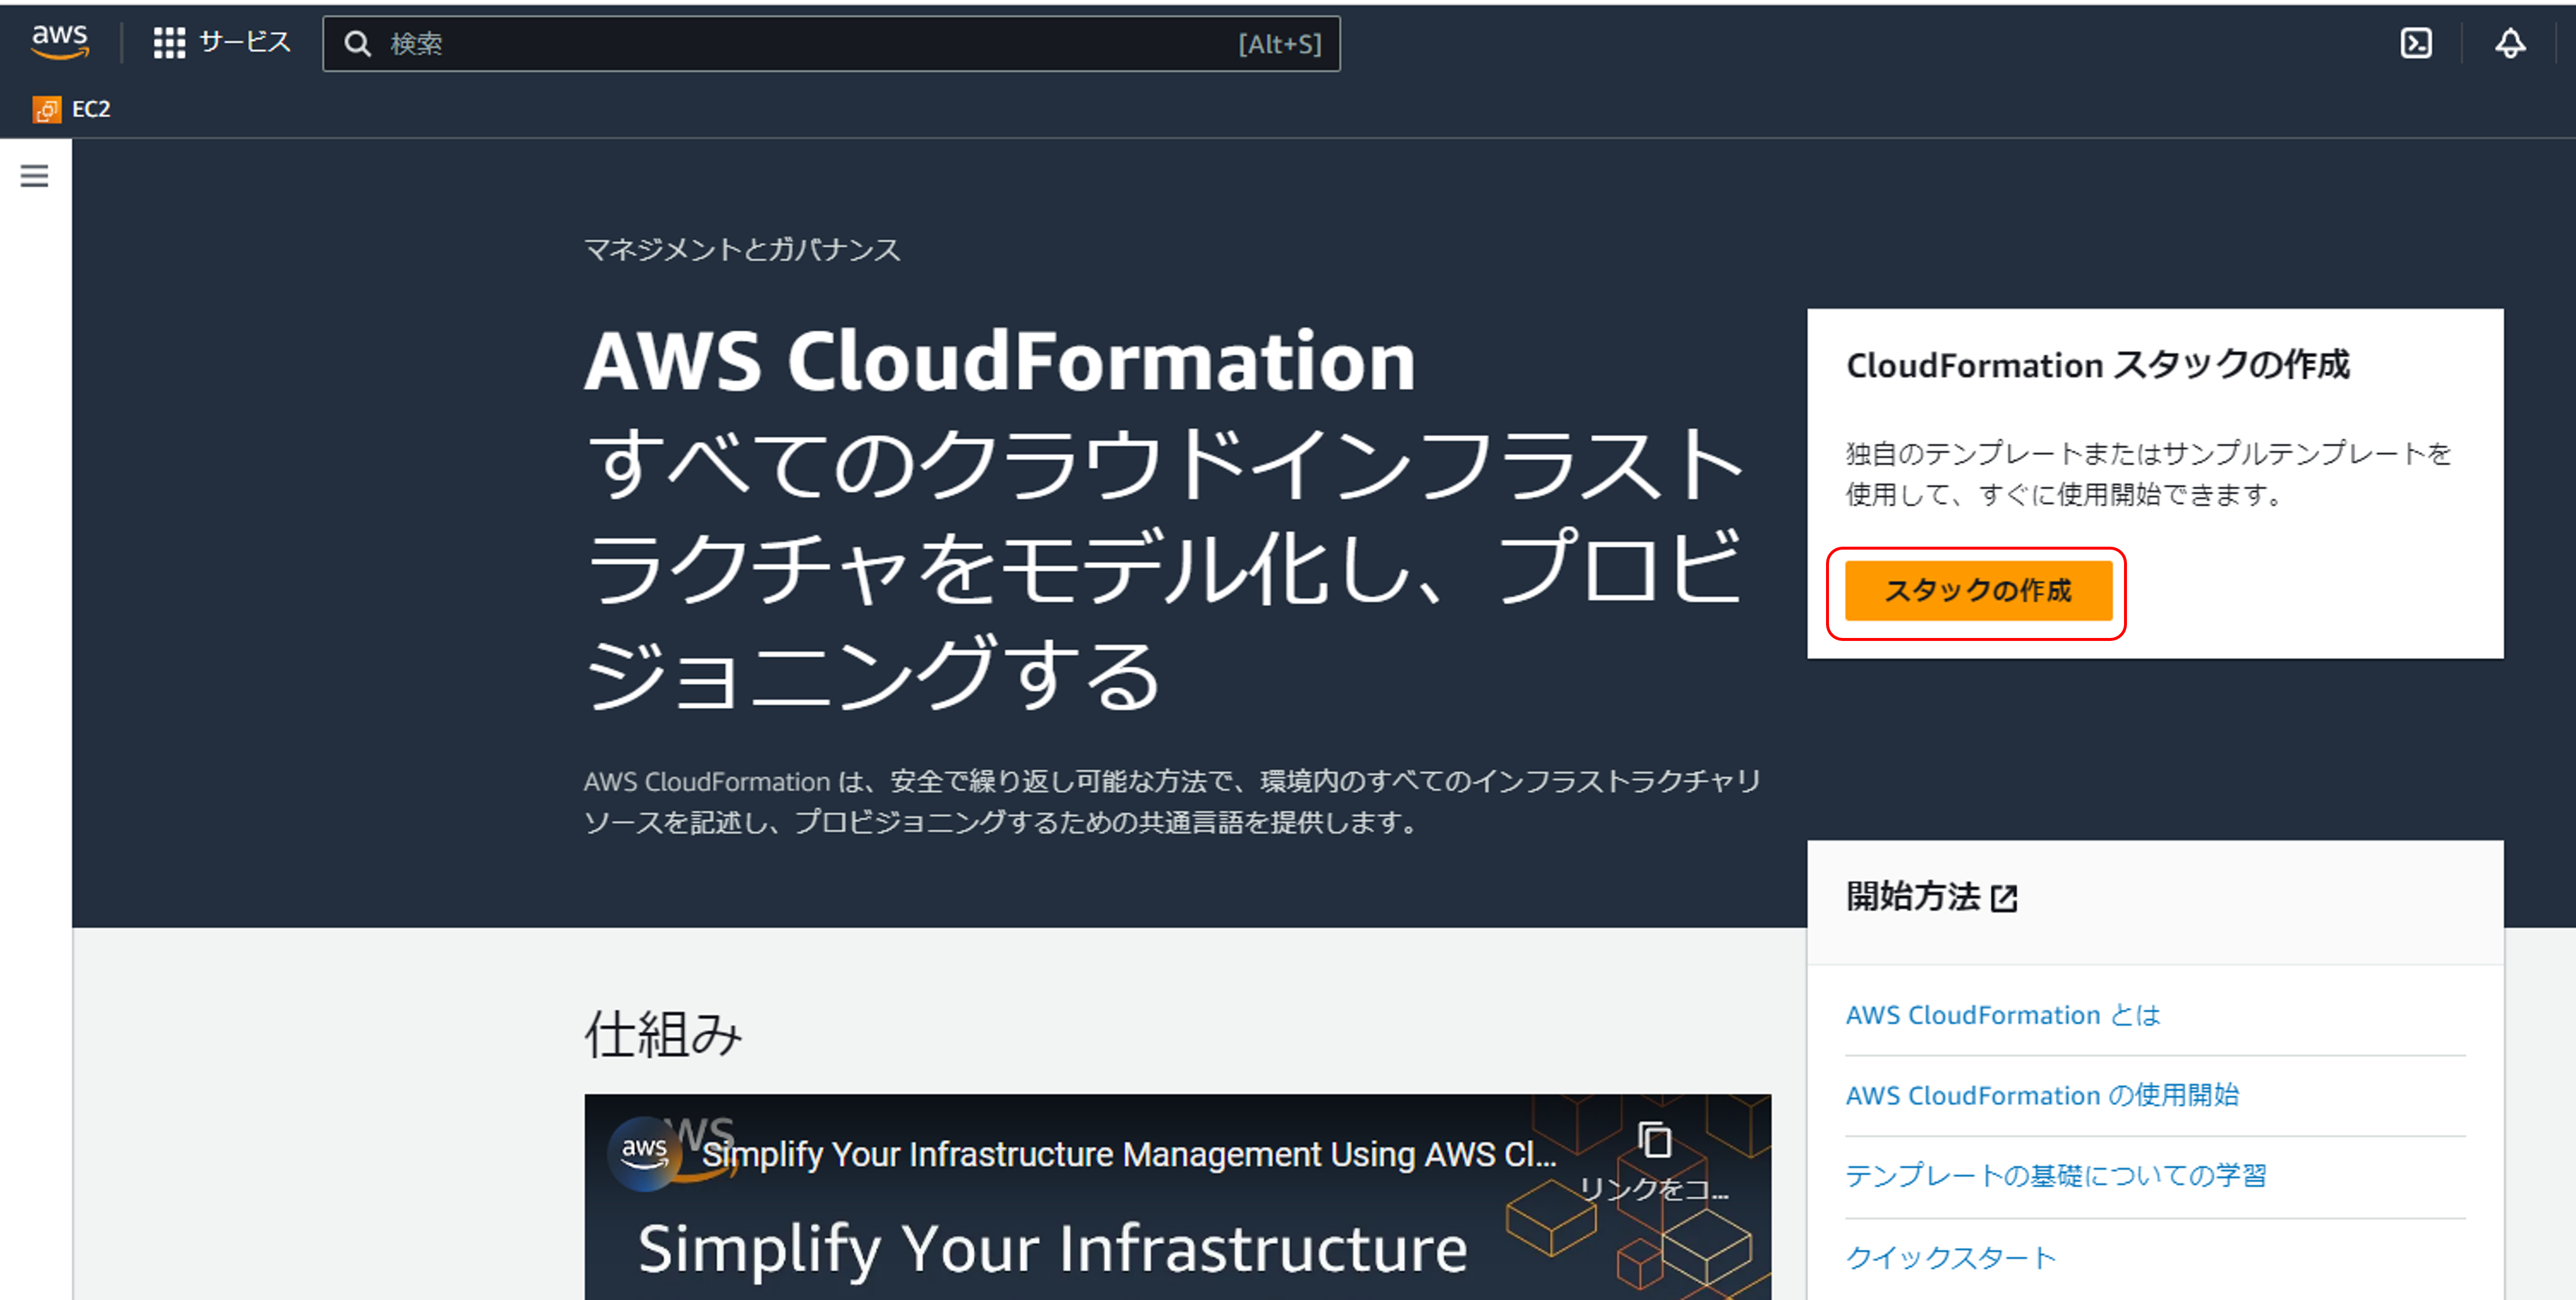 aws サービス 検索 [Alt+S]
EC2
マネジメントとガバナンス
AWS CloudFormation
すべてのクラウドインフラスト
ラクチャをモデル化し、プロビ
ジョニングする
AWS CloudFormation は、安全で繰り返し可能な方法で、環境内のすべてのインフラストラクチャリ
ソースを記述し、プロビジョニングするための共通言語を提供します。
CloudFormation スタックの作成
独自のテンプレートまたはサンプルテンプレートを
使用して、すぐに使用開始できます。
スタックの作成
開始方法
AWS CloudFormation とは
AWS CloudFormation の使用開始
テンプレートの基礎についての学習
クイックスタート
仕組み
aws Simplify Your Infrastructure Management Using AWS Cl...
リンクをコ...
Simplify Your Infrastructure